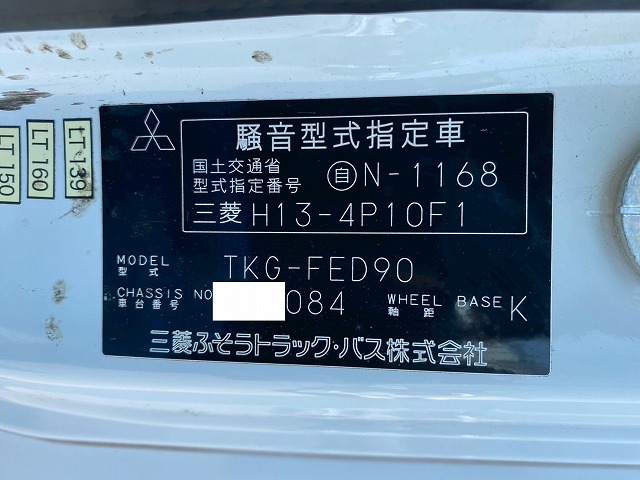 騒音型式指定車
国土交通省
型式指定番号 自 N-1168
三菱 H13-4P10F1
MODEL
型式 TKG-FED90
CHASSIS NO
車台番号 084
WHEEL BASE
軸距 K
三菱ふそうトラック・バス株式会社
LT 150
LT 160
LT 139